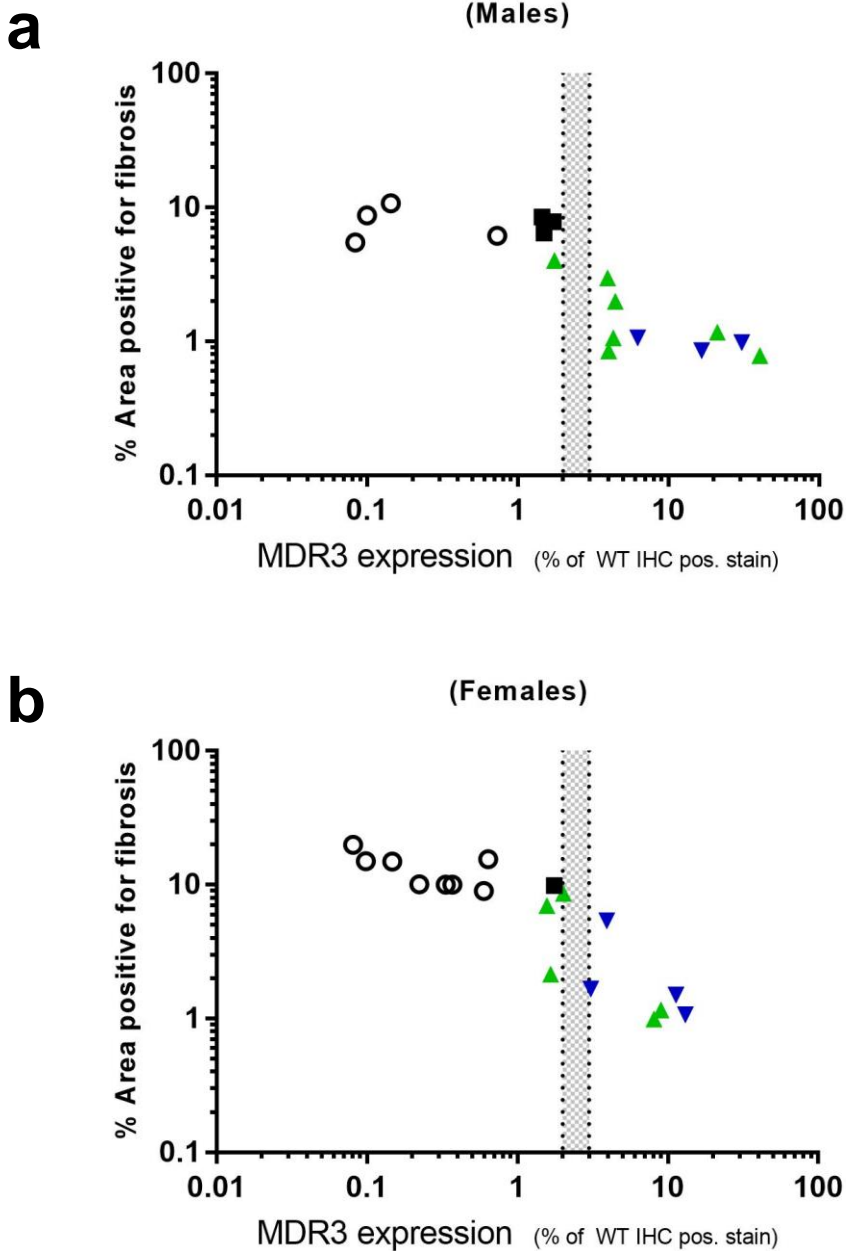 a
(Males)
% Area positive for fibrosis
100
10
1
0.1
0.01 0.1 1 10 100
MDR3 expression (% of WT IHC pos. stain)
b
(Females)
% Area positive for fibrosis
100
10
1
0.1
0.01 0.1 1 10 100
MDR3 expression (% of WT IHC pos. stain)